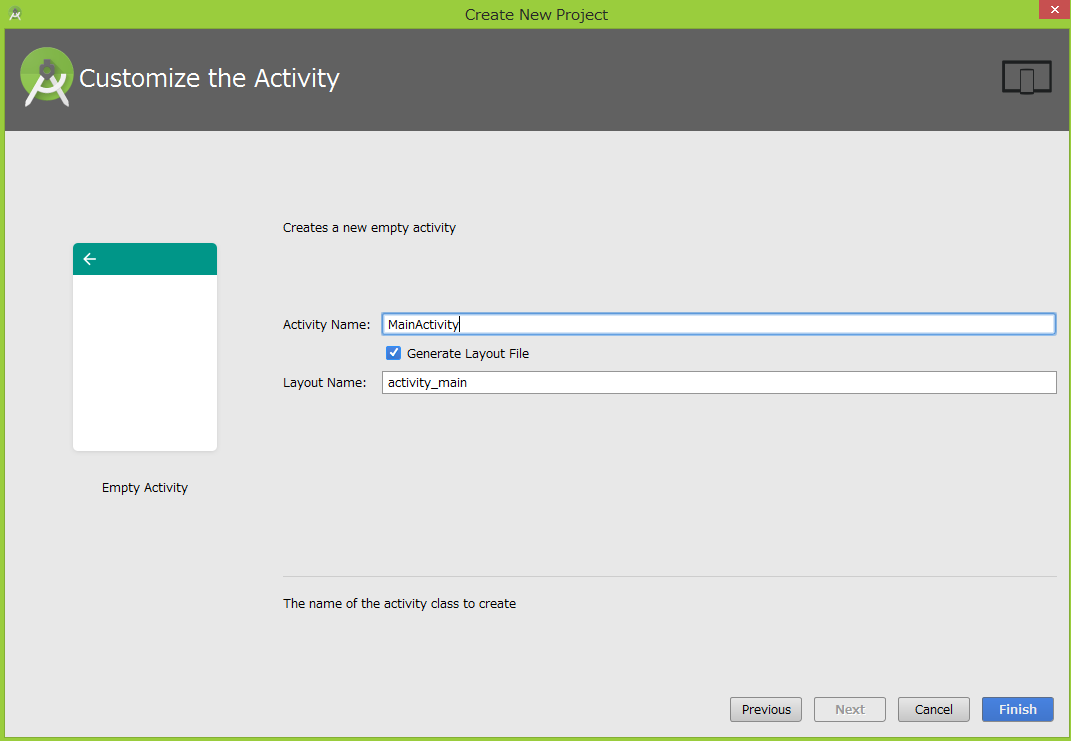 Create New Project
Customize the Activity
Creates a new empty activity
Activity Name: MainActivity
Generate Layout File
Layout Name: activity_main
Empty Activity
The name of the activity class to create
Previous Next Cancel Finish